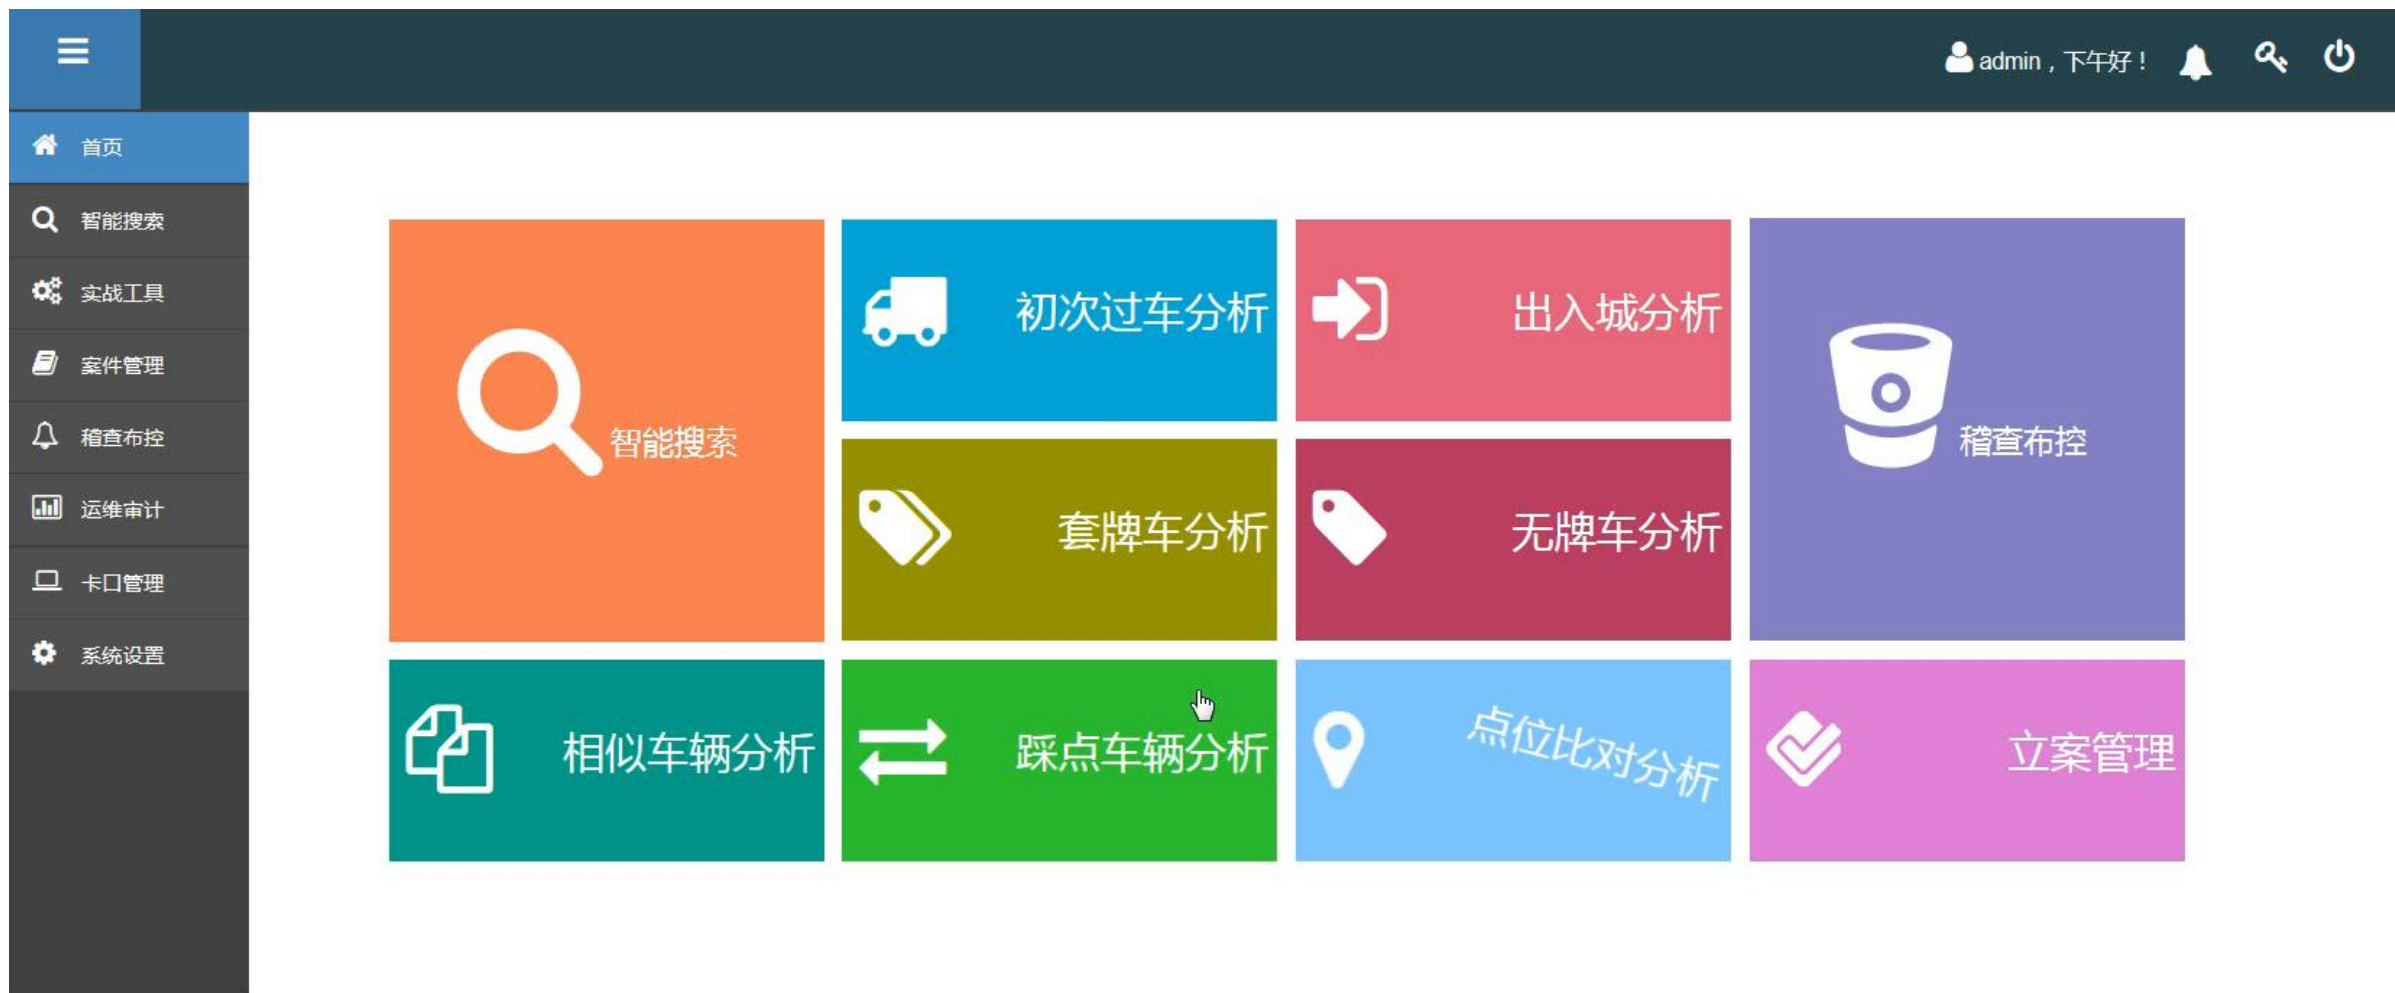 admin，下午好！
首页
智能搜索
实战工具
案件管理
稽查布控
运维审计
卡口管理
系统设置
智能搜索
初次过车分析
出入城分析
稽查布控
套牌车分析
无牌车分析
相似车辆分析
踩点车辆分析
点位比对分析
立案管理